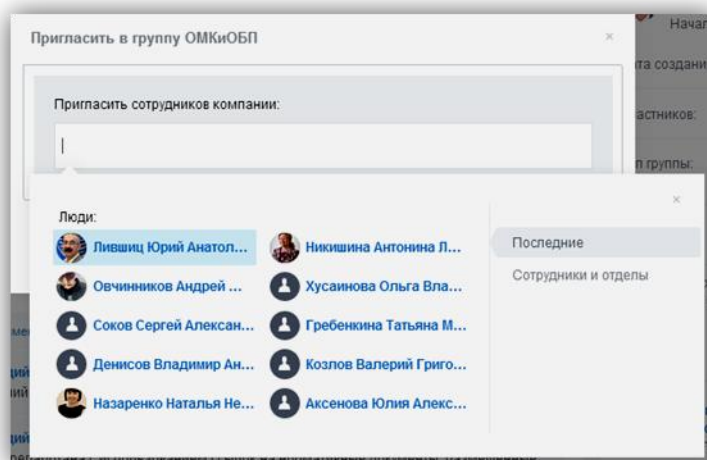 Пригласить в группу ОМКиОБП
Начал
та создани
Пригласить сотрудников компании:
астников:
п группы:
Люди:
Лившиц Юрий Анатол...
Никишина Антонина Л...
Последние
Овчинников Андрей ...
Хусаинова Ольга Вла...
Сотрудники и отделы
Соков Сергей Алексан...
Гребенкина Татьяна М...
Денисов Владимир Ан...
Козлов Валерий Григо...
Назаренко Наталья Не...
Аксенова Юлия Алекс...